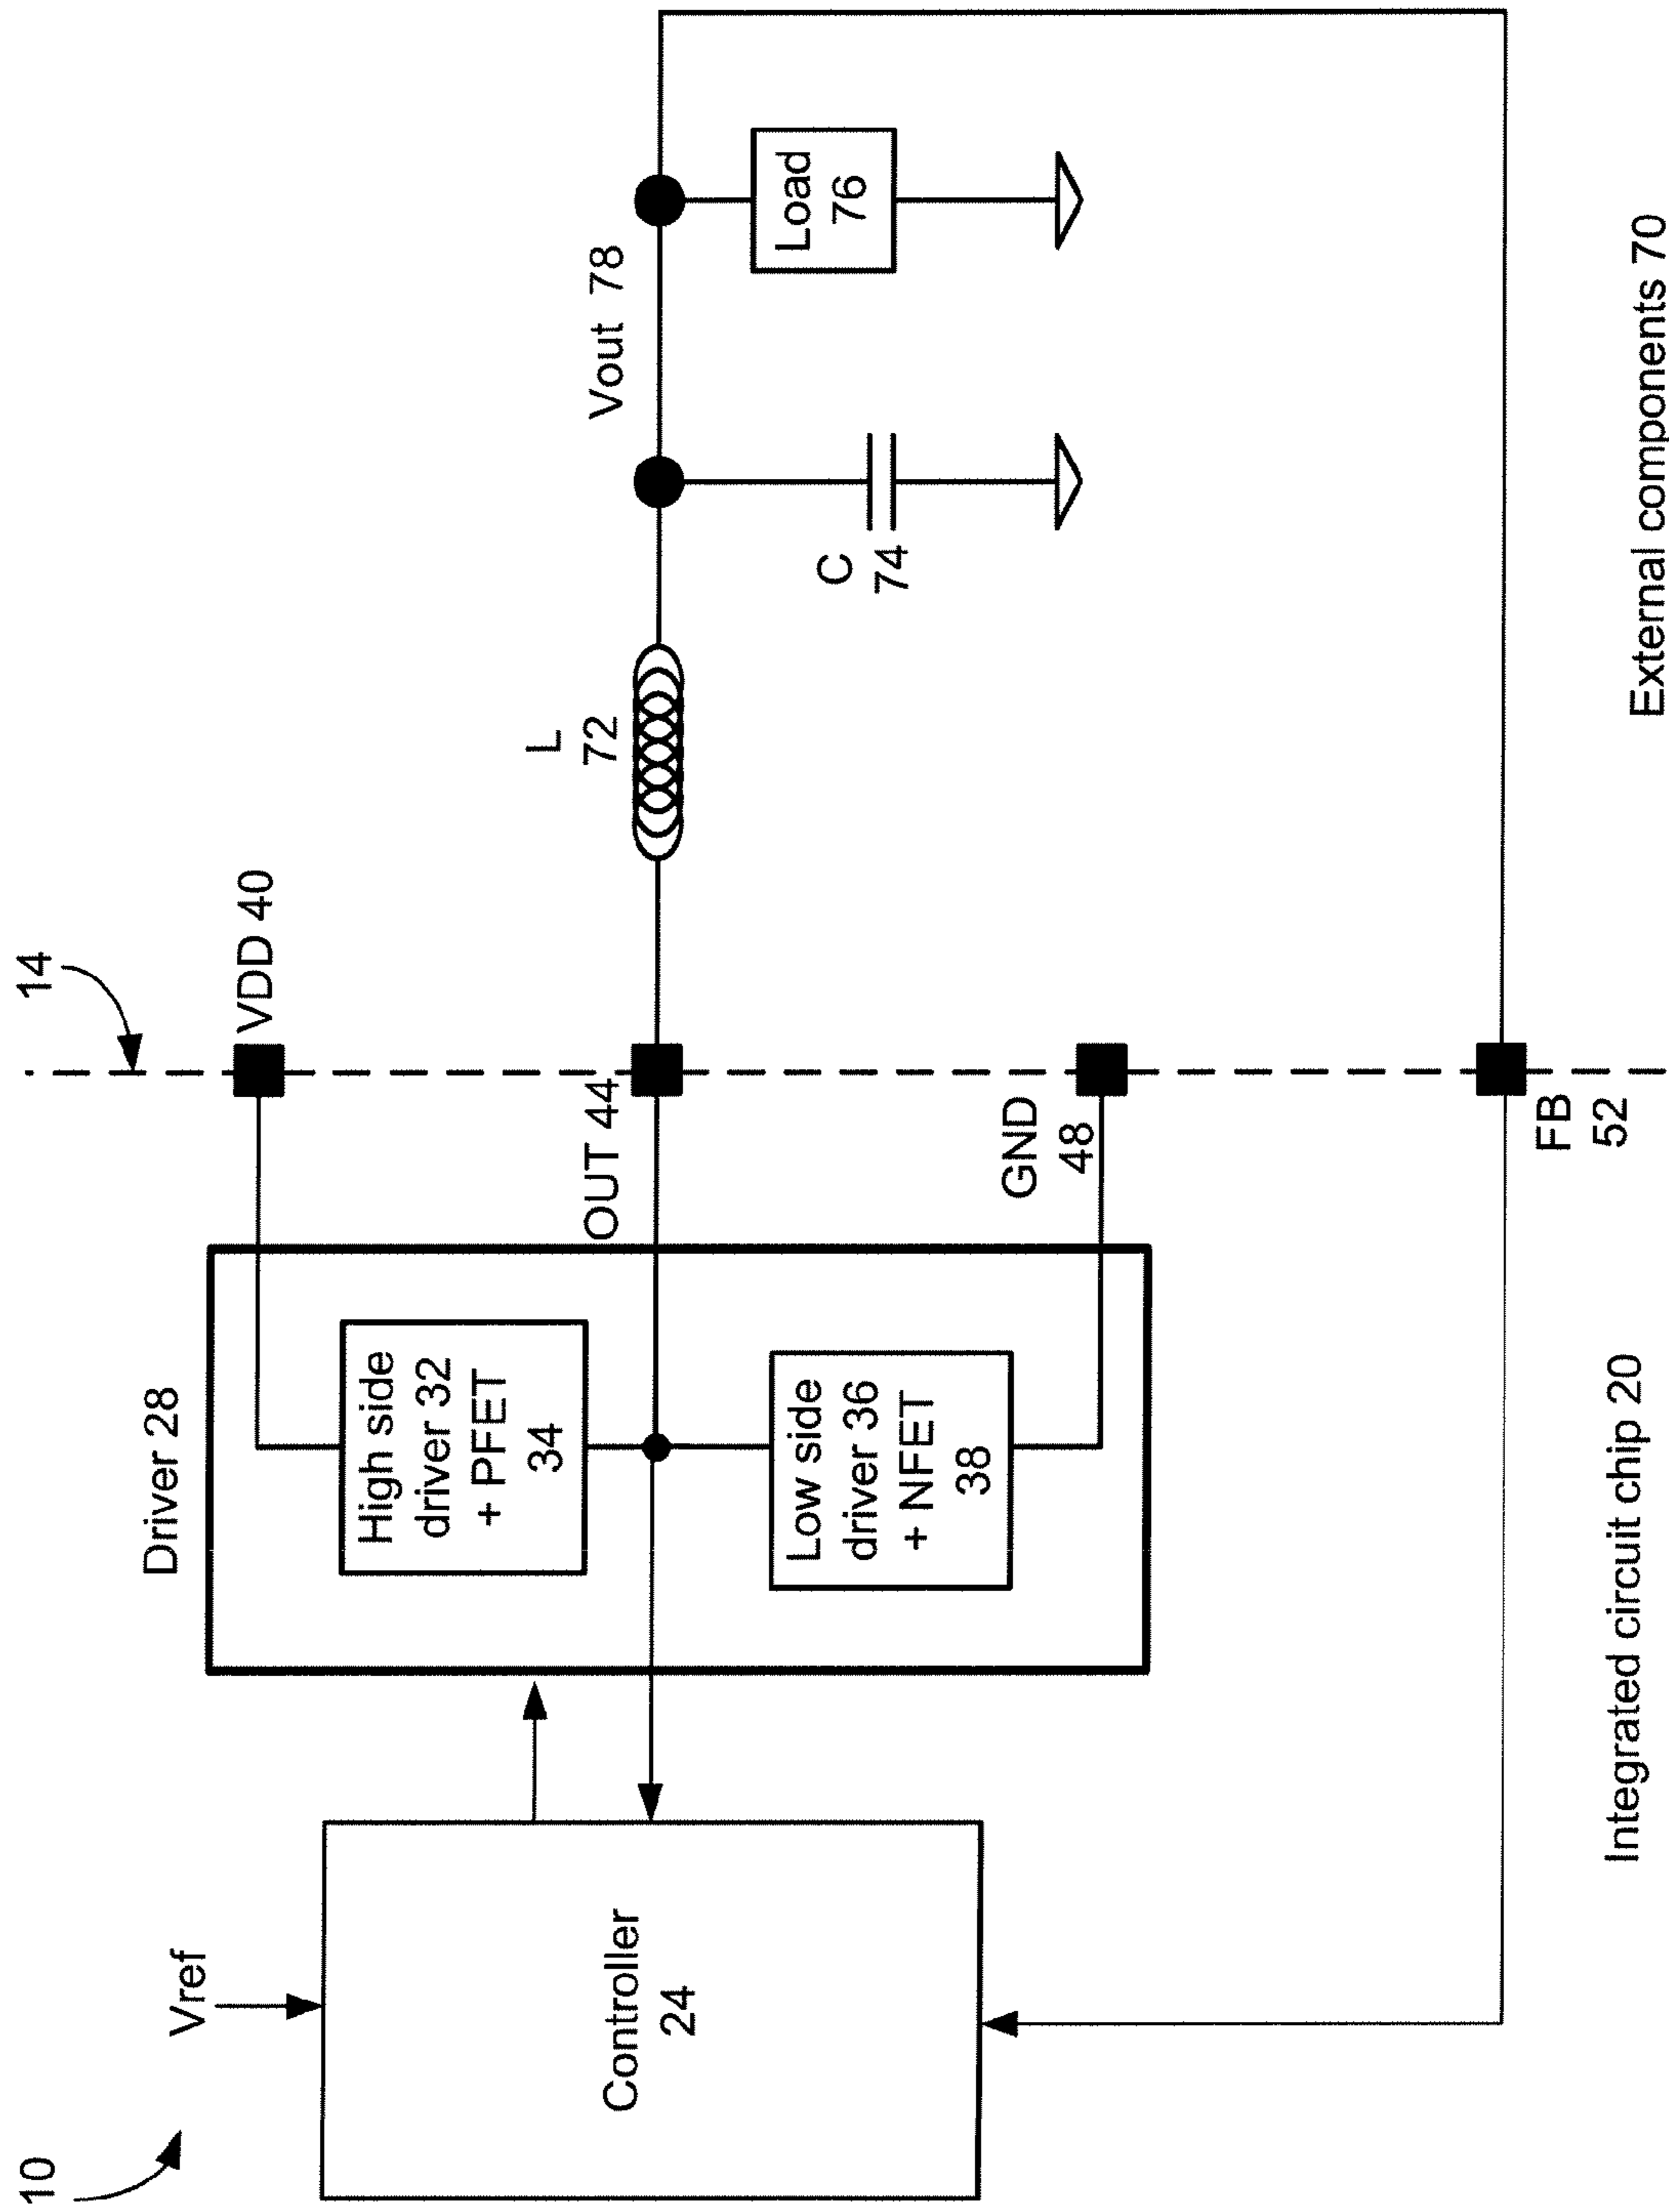 10
Vref
Controller
24
Driver 28
High side
driver 32
+ PFET
34
Low side
driver 36
+ NFET
38
14
VDD 40
OUT 44
GND
48
FB
52
L
72
C
74
Vout 78
Load
76
Integrated circuit chip 20
External components 70